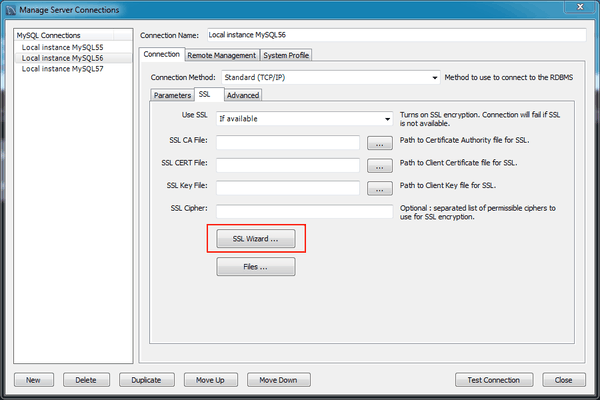 Manage Server Connections
MySQL Connections
Local instance MySQL55
Local instance MySQL56
Local instance MySQL57
Connection Name: Local instance MySQL56
Connection Remote Management System Profile
Connection Method: Standard (TCP/IP) Method to use to connect to the RDBMS
Parameters SSL Advanced
Use SSL If available Turns on SSL encryption. Connection will fail if SSL
is not available.
SSL CA File: ... Path to Certificate Authority file for SSL.
SSL CERT File: ... Path to Client Certificate file for SSL.
SSL Key File: ... Path to Client Key file for SSL.
SSL Cipher: Optional : separated list of permissible ciphers to
use for SSL encryption.
SSL Wizard ...
Files ...
New Delete Duplicate Move Up Move Down Test Connection Close